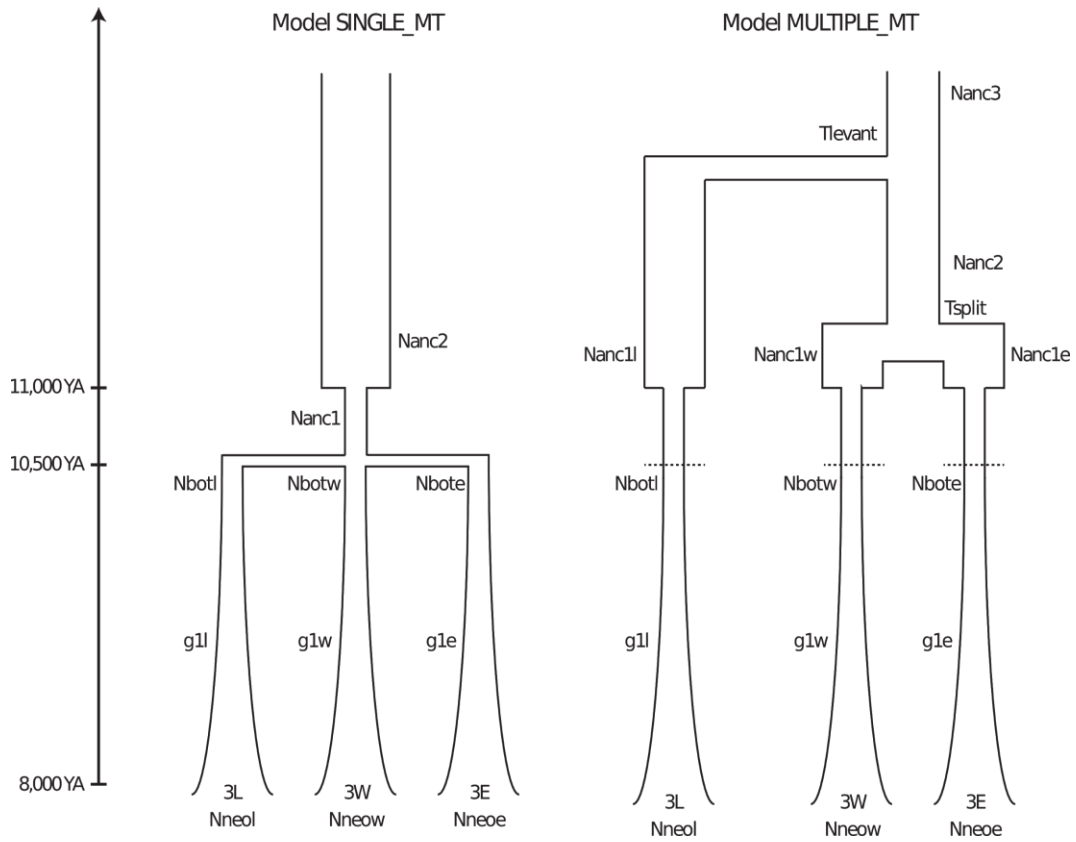 Model SINGLE_MT
Model MULTIPLE_MT
Nanc3
Tlevant
Nanc2
Tsplit
Nanc2
Nanc1l
Nanc1w
Nanc1e
11,000 YA
Nanc1
10,500 YA
Nbotl
Nbotw
Nbote
Nbotl
Nbotw
Nbote
g1l
g1w
g1e
g1l
g1w
g1e
8,000 YA
3L
3W
3E
3L
3W
3E
Nneol
Nneow
Nneoe
Nneol
Nneow
Nneoe